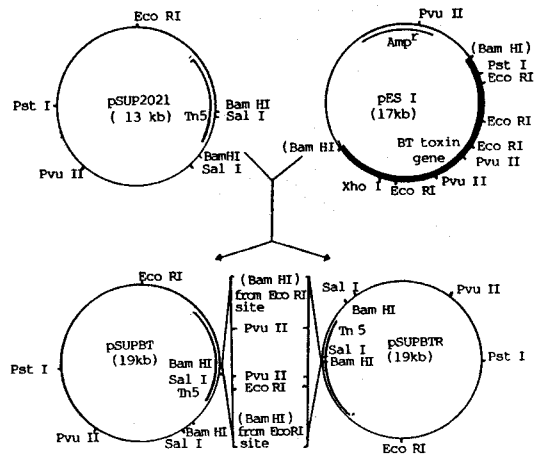 Eco RI
pSUP2021
( 13 kb)
Pst I
Tn5
Bam HI
Sal I
BamHI
Sal I
Pvu II
Pvu II
Amp r
(Bam HI)
Pst I
Eco RI
pES I
(17kb)
Eco RI
BT toxin
gene
Eco RI
Pvu II
Pvu II
Eco RI
Xho I
(Bam HI)
Eco RI
pSUPBT
(19kb)
Pst I
Bam HI
Sal I
Tn5
Bam HI
Sal I
Pvu II
(Bam HI)
from Eco RI
site
Pvu II
Pvu II
Eco RI
(Bam HI)
from EcoRI
site
Sal I
Bam HI
Tn 5
Sal I
Bam HI
pSUPBTR
(19kb)
Pvu II
Pst I
Eco RI